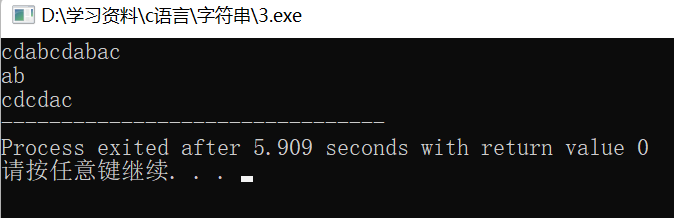 D:\学习资料\c语言\字符串\3.exe
cdabcdabac
ab
cdcdac
--------------------------------
Process exited after 5.909 seconds with return value 0
请按任意键继续. . .